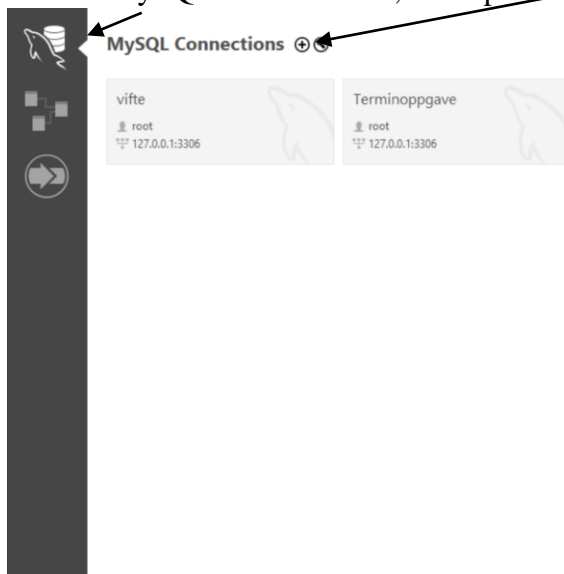 MySQL Connections
vifte
root
127.0.0.1:3306
Terminoppgave
root
127.0.0.1:3306